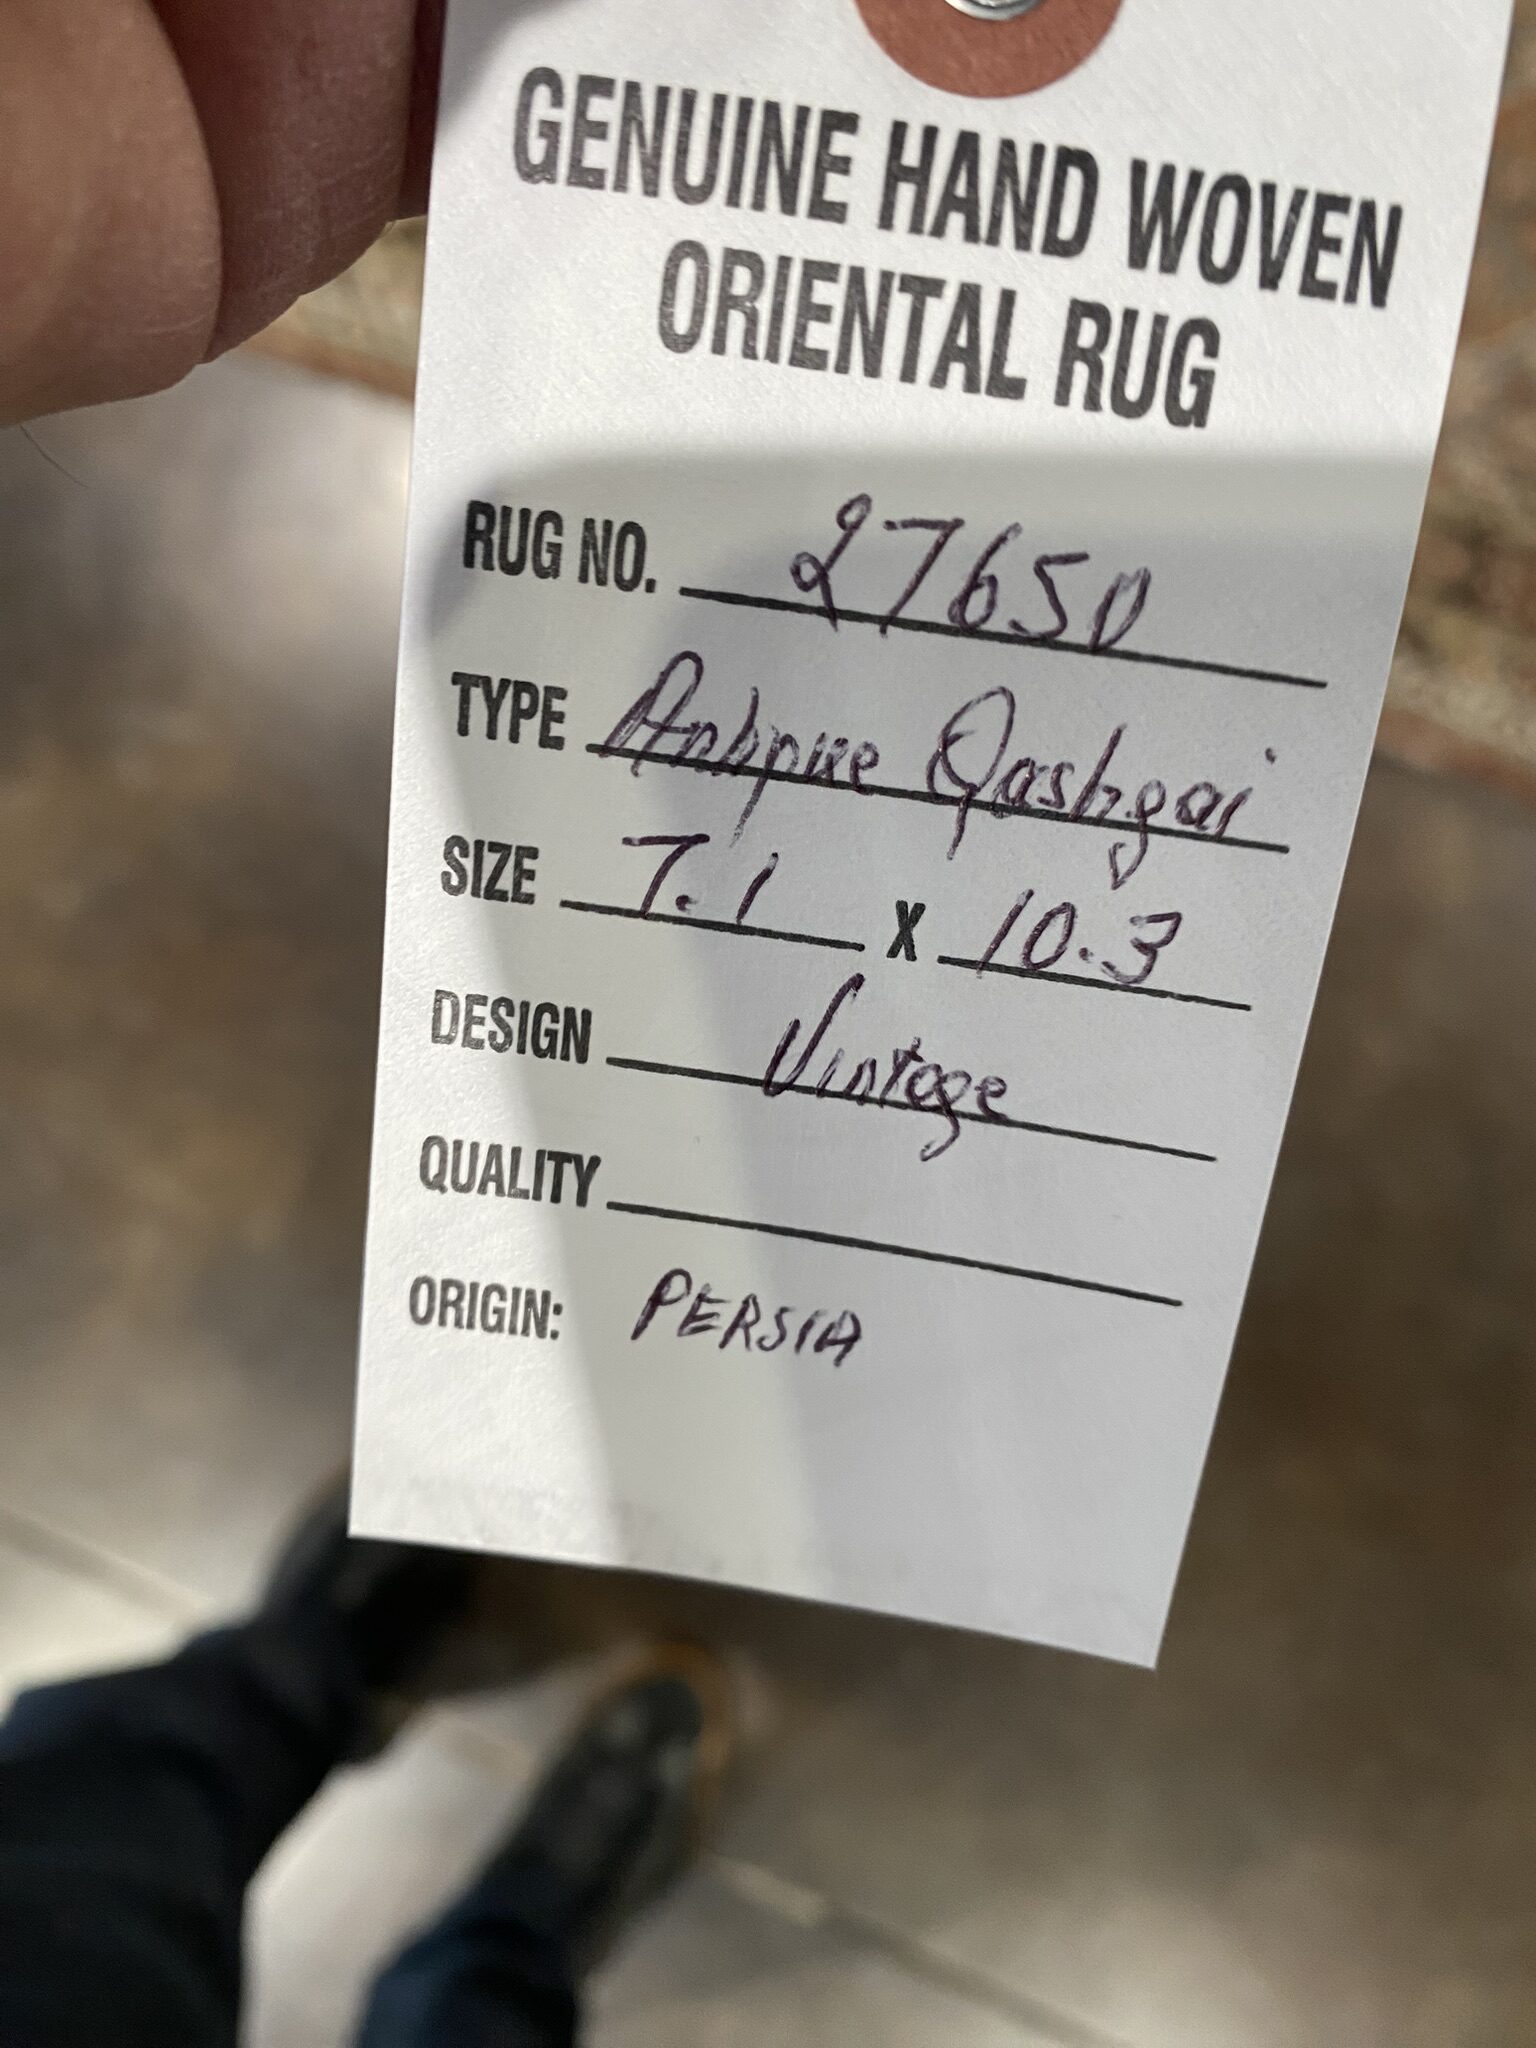 GENUINE HAND WOVEN
ORIENTAL RUG
RUG NO. 27650
TYPE Antique Qashgai
SIZE 7.1 X 10.3
DESIGN Vintage
QUALITY
ORIGIN: PERSIA